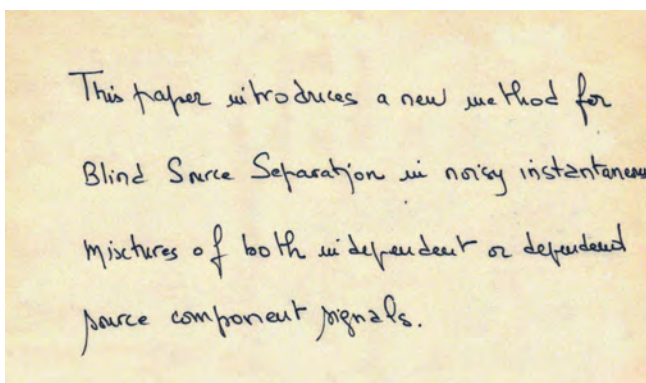 This paper introduces a new method for
Blind Source Separation in noisy instantaneous
mixtures of both independent or dependend
source component signals.